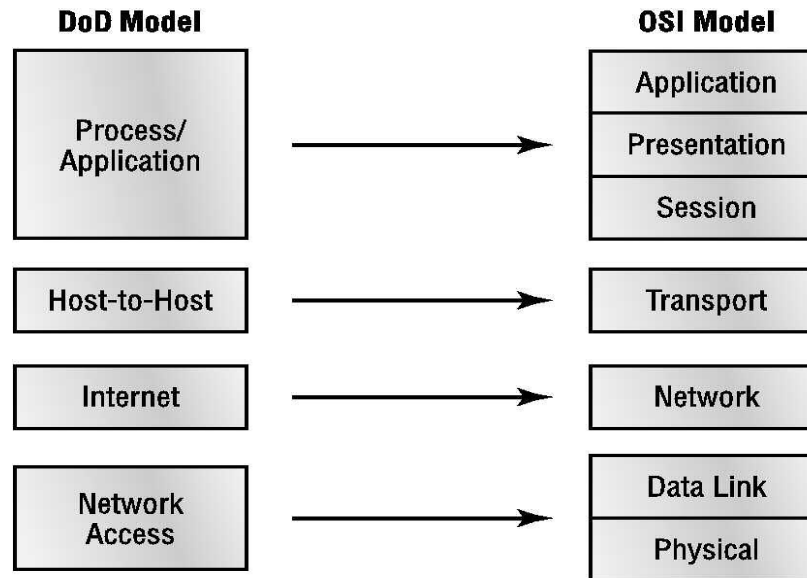 DoD Model
OSI Model
Process/
Application
Application
Presentation
Session
Host-to-Host
Transport
Internet
Network
Network
Access
Data Link
Physical